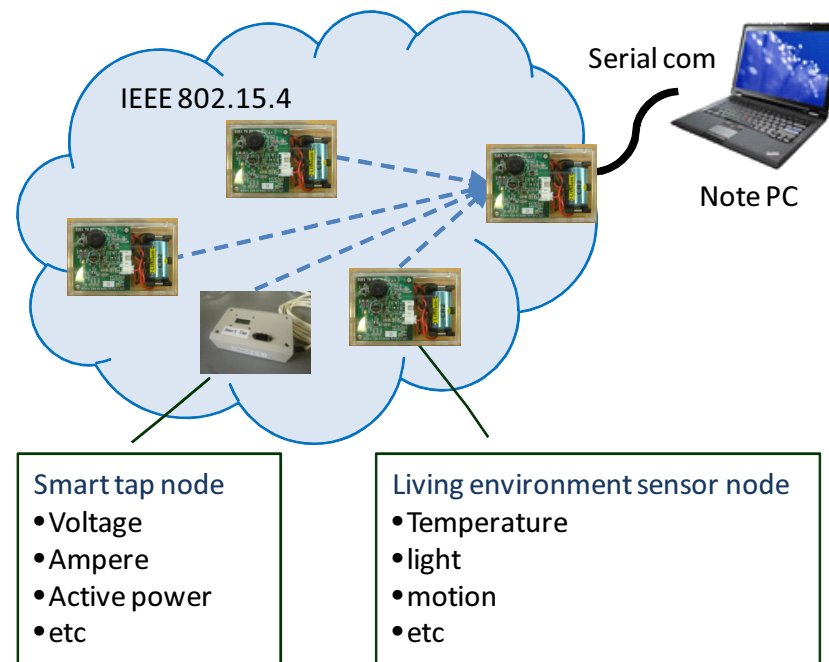 Serial com
IEEE 802.15.4
Note PC
Smart tap node
•Voltage
•Ampere
•Active power
•etc
Living environment sensor node
•Temperature
•light
•motion
•etc